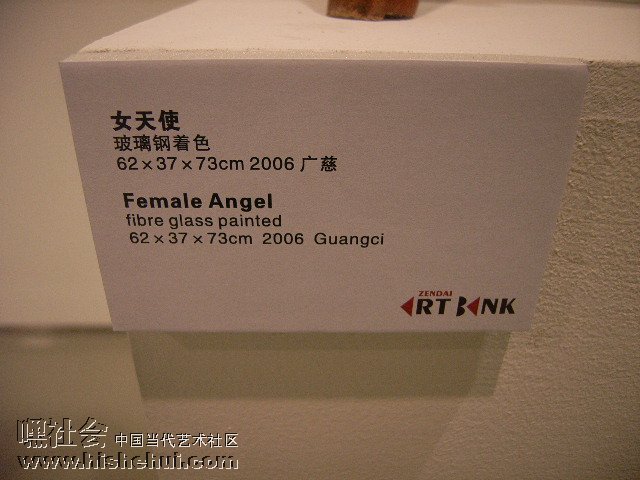 女天使
玻璃钢着色
62×37×73cm 2006 广慈
Female Angel
fibre glass painted
62×37×73cm 2006 Guangci
ZENDAI
ART BANK
嘿社会 中国当代艺术社区
www.hishehui.com